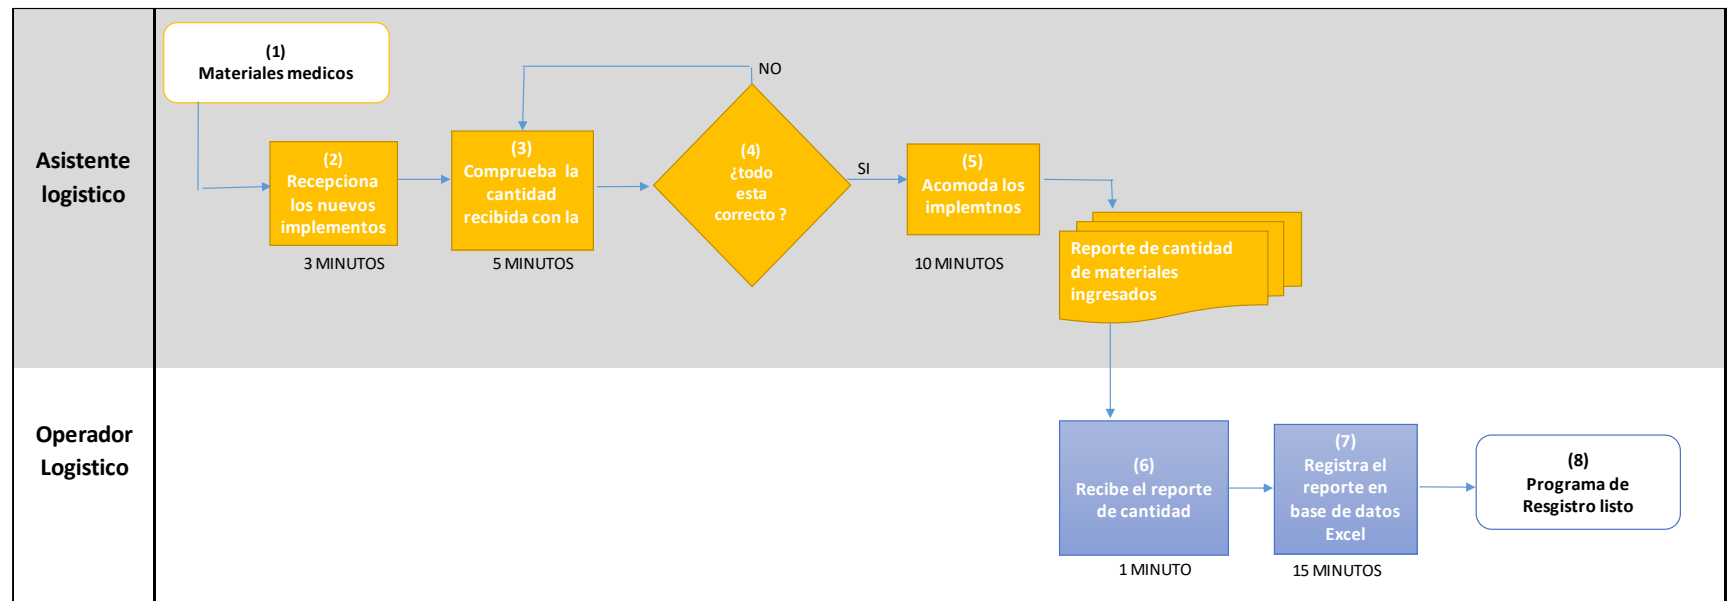 Asistente
logistico
(1)
Materiales medicos
(2)
Recepciona
los nuevos
implementos
3 MINUTOS
(3)
Comprueba la
cantidad
recibida con la
5 MINUTOS
NO
(4)
¿todo
esta
correcto ?
SI
(5)
Acomoda los
implemtnos
10 MINUTOS
Reporte de cantidad
de materiales
ingresados
Operador
Logistico
(6)
Recibe el reporte
de cantidad
1 MINUTO
(7)
Registra el
reporte en
base de datos
Excel
15 MINUTOS
(8)
Programa de
Resgistro listo